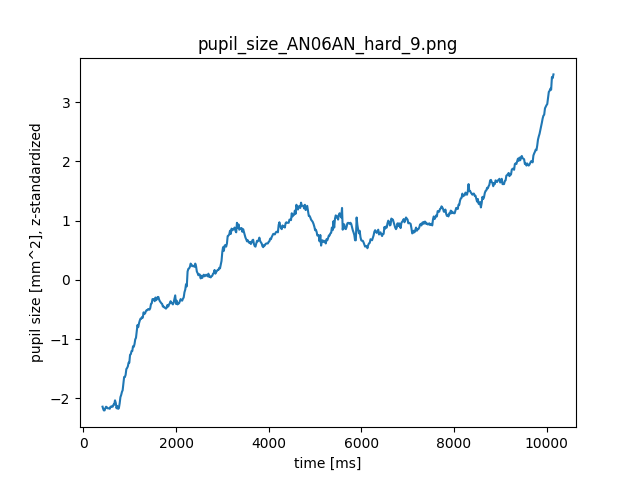 pupil_size_AN06AN_hard_9.png
pupil size [mm^2], z-standardized
3
2
1
0
−1
−2
0 2000 4000 6000 8000 10000
time [ms]